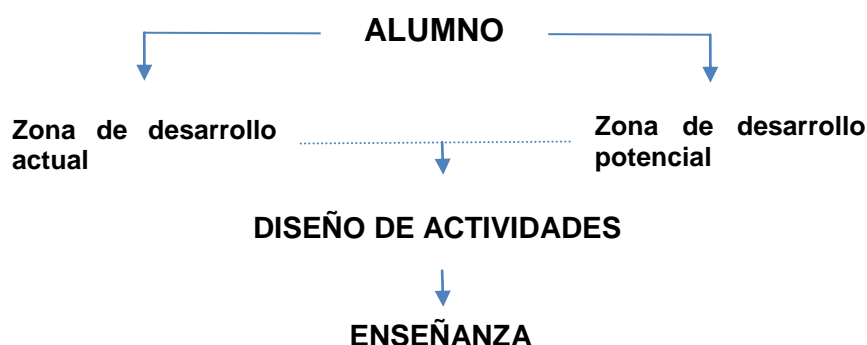 ALUMNO
Zona de desarrollo
actual
Zona de desarrollo
potencial
DISEÑO DE ACTIVIDADES
ENSEÑANZA